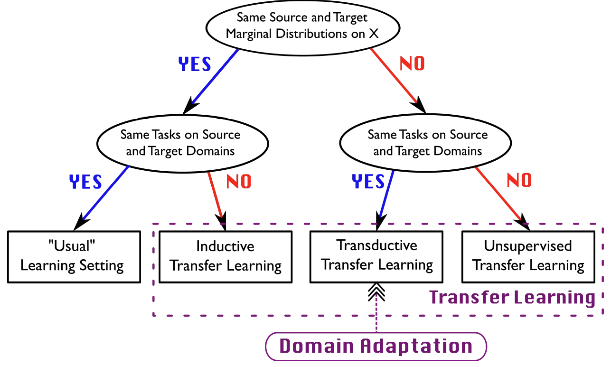 Same Source and Target
Marginal Distributions on X
YES
NO
Same Tasks on Source
and Target Domains
Same Tasks on Source
and Target Domains
YES
NO
YES
NO
"Usual"
Learning Setting
Inductive
Transfer Learning
Transductive
Transfer Learning
Unsupervised
Transfer Learning
Transfer Learning
Domain Adaptation